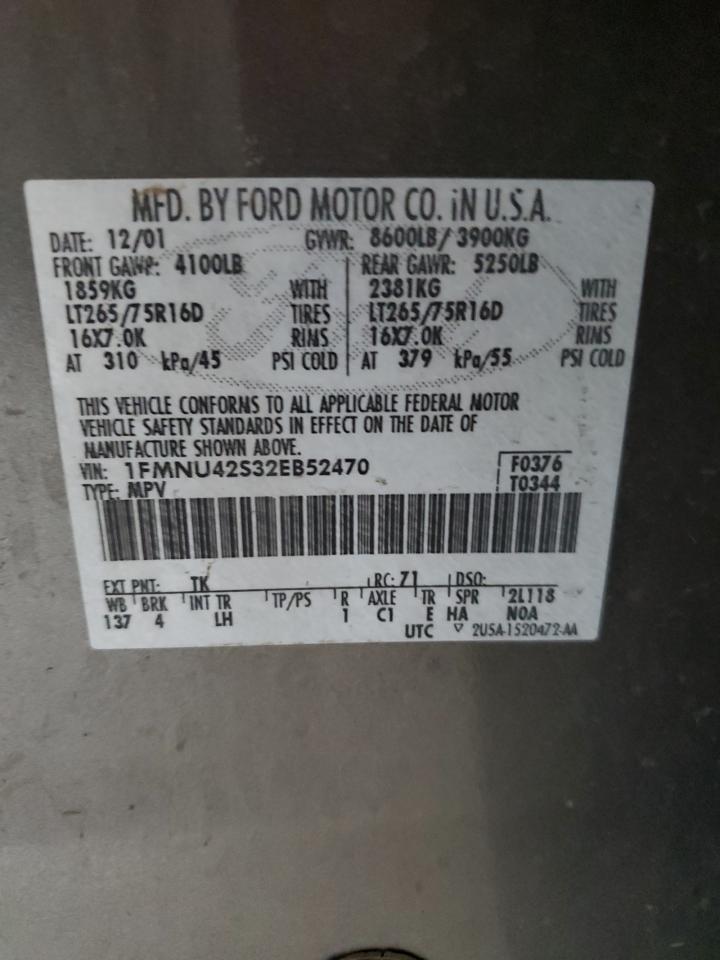 MFD. BY FORD MOTOR CO. IN U.S.A.
DATE: 12/01 GVWR: 8600LB/ 3900KG
FRONT GAWR: 4100LB REAR GAWR: 5250LB
1859KG WITH 2381KG WITH
LT265/75R16D TIRES LT265/75R16D TIRES
16X7.0K RIMS 16X7.0K RIMS
AT 310 kPa/45 PSI COLD AT 379 kPa/55 PSI COLD
THIS VEHICLE CONFORMS TO ALL APPLICABLE FEDERAL MOTOR
VEHICLE SAFETY STANDARDS IN EFFECT ON THE DATE OF
MANUFACTURE SHOWN ABOVE.
VIN: 1FMNU42S32EB52470 F0376
TYPE: MPV T0344
EXT PNT: TK RC: 71 DSO:
WB BRK INT TR TP/PS R AXLE TR SPR 2L118
137 4 LH 1 C1 E HA NOA
UTC ▽ 2U5A-1520472-AA